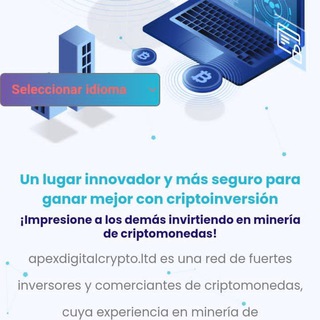 Seleccionar idioma
Un lugar innovador y más seguro para
ganar mejor con criptoinversión
¡Impresione a los demás invirtiendo en minería
de criptomonedas!
apexdigitalcrypto.ltd es una red de fuertes
inversores y comerciantes de criptomonedas,
cuya experiencia en minería de